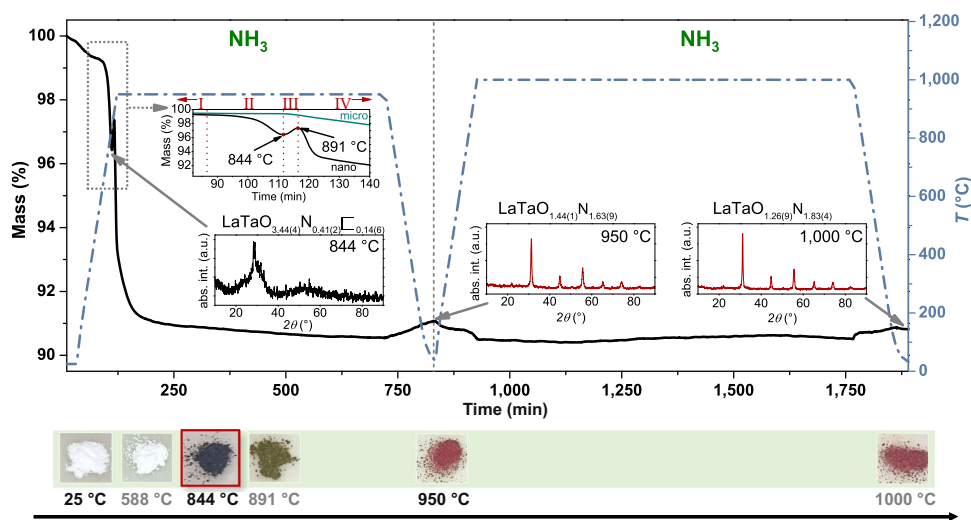 NH3
NH3
100
98
96
94
92
90
Mass (%)
1,200
1,000
800
600
400
200
0
T (°C)
I II III IV
100
98
96
94
92
Mass (%)
micro
nano
844 °C
891 °C
90 100 110 120 130 140
Time (min)
LaTaO3.44(4)N0.41(2)□0.14(6)
844 °C
abs. int. (a.u.)
20 40 60 80
2θ (°)
LaTaO1.44(1)N1.63(9)
950 °C
abs. int. (a.u.)
20 40 60 80
2θ (°)
LaTaO1.26(9)N1.83(4)
1,000 °C
abs. int. (a.u.)
20 40 60 80
2θ (°)
250 500 750 1,000 1,250 1,500 1,750
Time (min)
25 °C 588 °C 844 °C 891 °C 950 °C 1000 °C